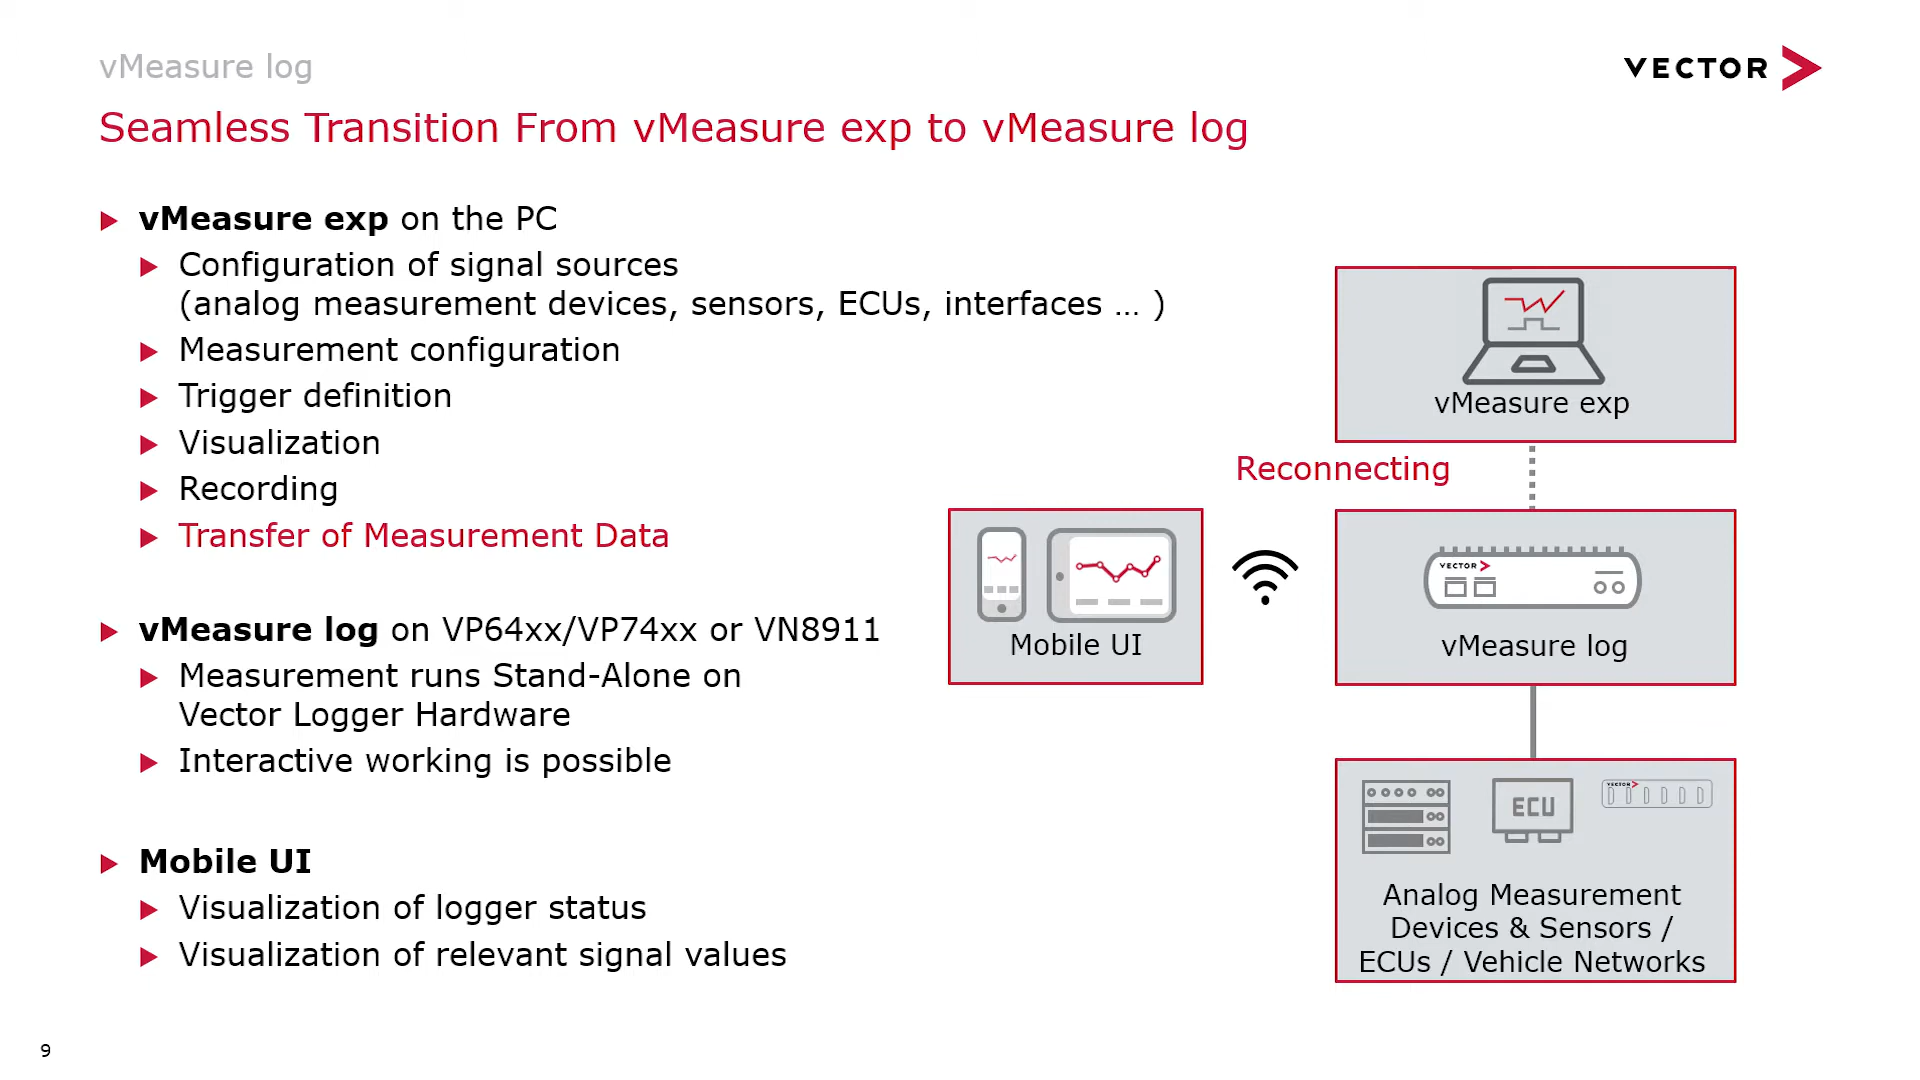 vMeasure log
VECTOR
Seamless Transition From vMeasure exp to vMeasure log
vMeasure exp on the PC
Configuration of signal sources
(analog measurement devices, sensors, ECUs, interfaces … )
Measurement configuration
Trigger definition
Visualization
Recording
Transfer of Measurement Data
vMeasure log on VP64xx/VP74xx or VN8911
Measurement runs Stand-Alone on
Vector Logger Hardware
Interactive working is possible
Mobile UI
Visualization of logger status
Visualization of relevant signal values
vMeasure exp
Reconnecting
Mobile UI
VECTOR
vMeasure log
ECU
VECTOR
Analog Measurement
Devices & Sensors /
ECUs / Vehicle Networks
9